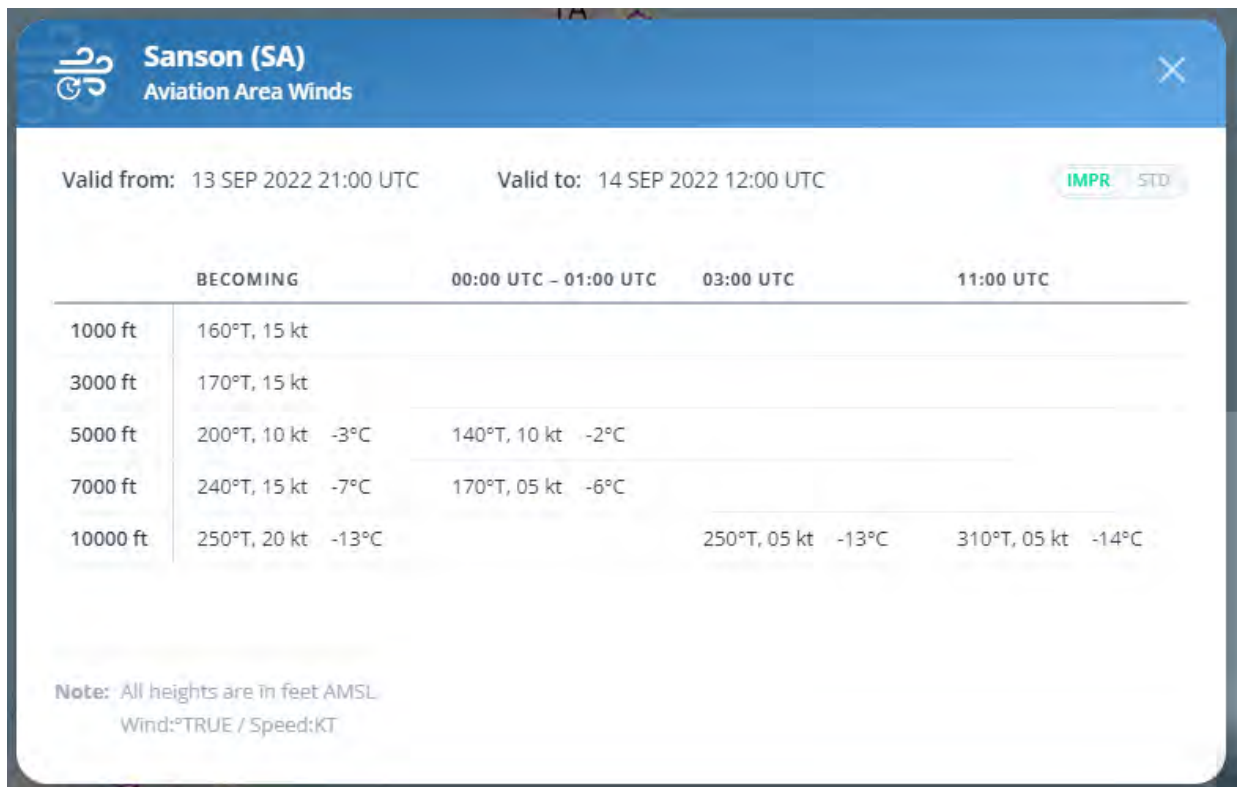 TA
Sanson (SA)
Aviation Area Winds
Valid from: 13 SEP 2022 21:00 UTC Valid to: 14 SEP 2022 12:00 UTC IMPR STD
BECOMING 00:00 UTC – 01:00 UTC 03:00 UTC 11:00 UTC
1000 ft 160°T, 15 kt
3000 ft 170°T, 15 kt
5000 ft 200°T, 10 kt -3°C 140°T, 10 kt -2°C
7000 ft 240°T, 15 kt -7°C 170°T, 05 kt -6°C
10000 ft 250°T, 20 kt -13°C 250°T, 05 kt -13°C 310°T, 05 kt -14°C
Note: All heights are in feet AMSL
Wind:°TRUE / Speed:KT